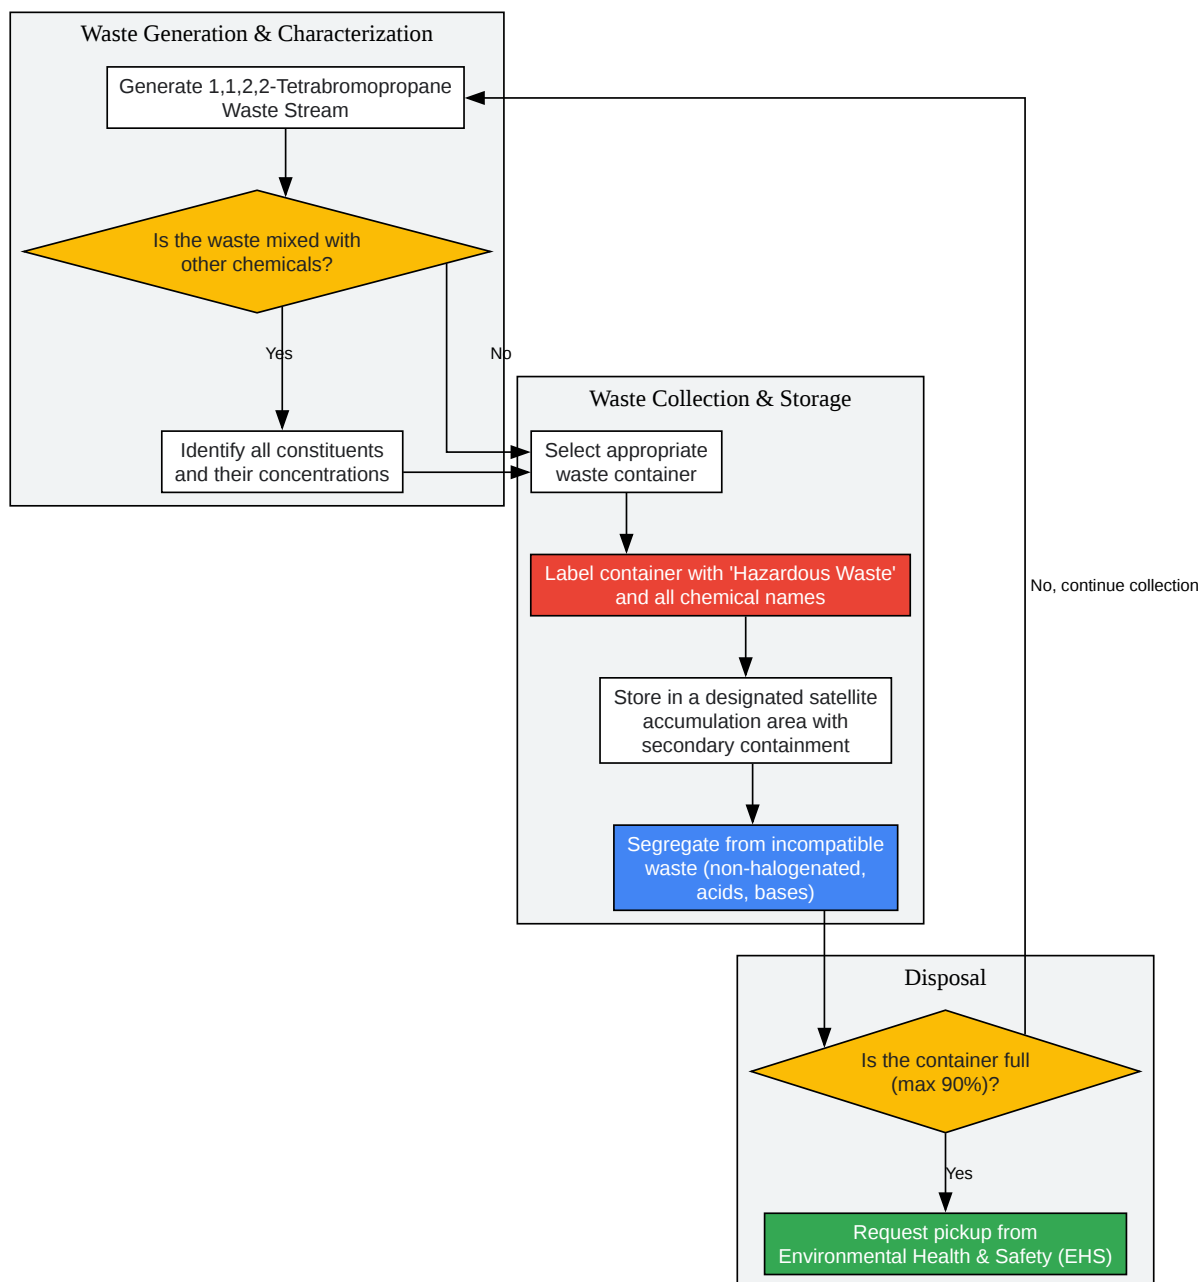 Waste Generation & Characterization
Generate 1,1,2,2-Tetrabromopropane
Waste Stream
Is the waste mixed with
other chemicals?
Yes
No
Identify all constituents
and their concentrations
Waste Collection & Storage
Select appropriate
waste container
Label container with 'Hazardous Waste'
and all chemical names
Store in a designated satellite
accumulation area with
secondary containment
Segregate from incompatible
waste (non-halogenated,
acids, bases)
No, continue collection
Disposal
Is the container full
(max 90%)?
Yes
Request pickup from
Environmental Health & Safety (EHS)